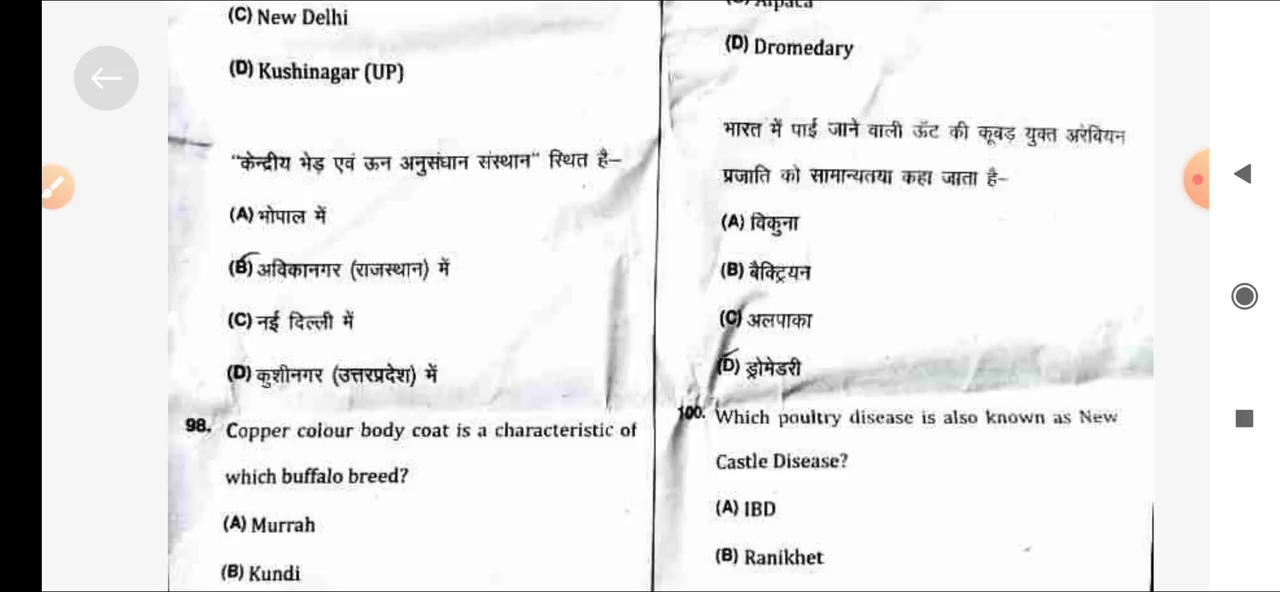 (C) New Delhi
(D) Kushinagar (UP)
"केन्द्रीय भेड़ एवं ऊन अनुसंधान संस्थान" स्थित है–
(A) भोपाल में
(B) अविकानगर (राजस्थान) में
(C) नई दिल्ली में
(D) कुशीनगर (उत्तरप्रदेश) में
98. Copper colour body coat is a characteristic of
which buffalo breed?
(A) Murrah
(B) Kundi
(C) Alpaca
(D) Dromedary
भारत में पाई जाने वाली ऊँट की कूबड़ युक्त अरेबियन
प्रजाति को सामान्यतया कहा जाता है–
(A) विकुना
(B) बैक्ट्रियन
(C) अलपाका
(D) ड्रोमेडरी
100. Which poultry disease is also known as New
Castle Disease?
(A) IBD
(B) Ranikhet